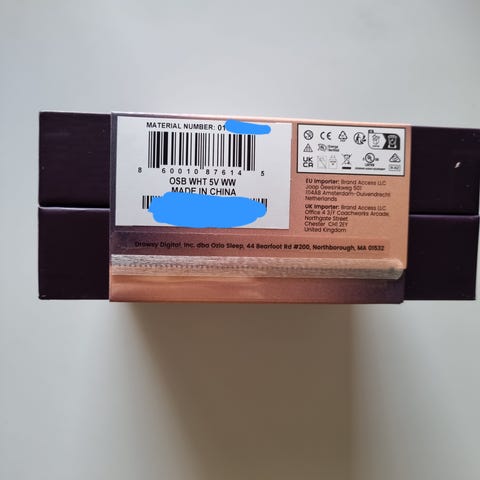 MATERIAL NUMBER: 01
8 60010 87614 5
OSB WHT 5V WW
MADE IN CHINA
EU Importer: Brand Access LLC
Joop Geesinkweg 501
1114AB Amsterdam-Duivendrecht
Netherlands
UK Importer: Brand Access LLC
Office 4 3/F Coachworks Arcade,
Northgate Street
Chester CH1 2EY
United Kingdom
Drowsy Digital, Inc. dba Ozlo Sleep, 44 Bearfoot Rd #200, Northborough, MA 01532